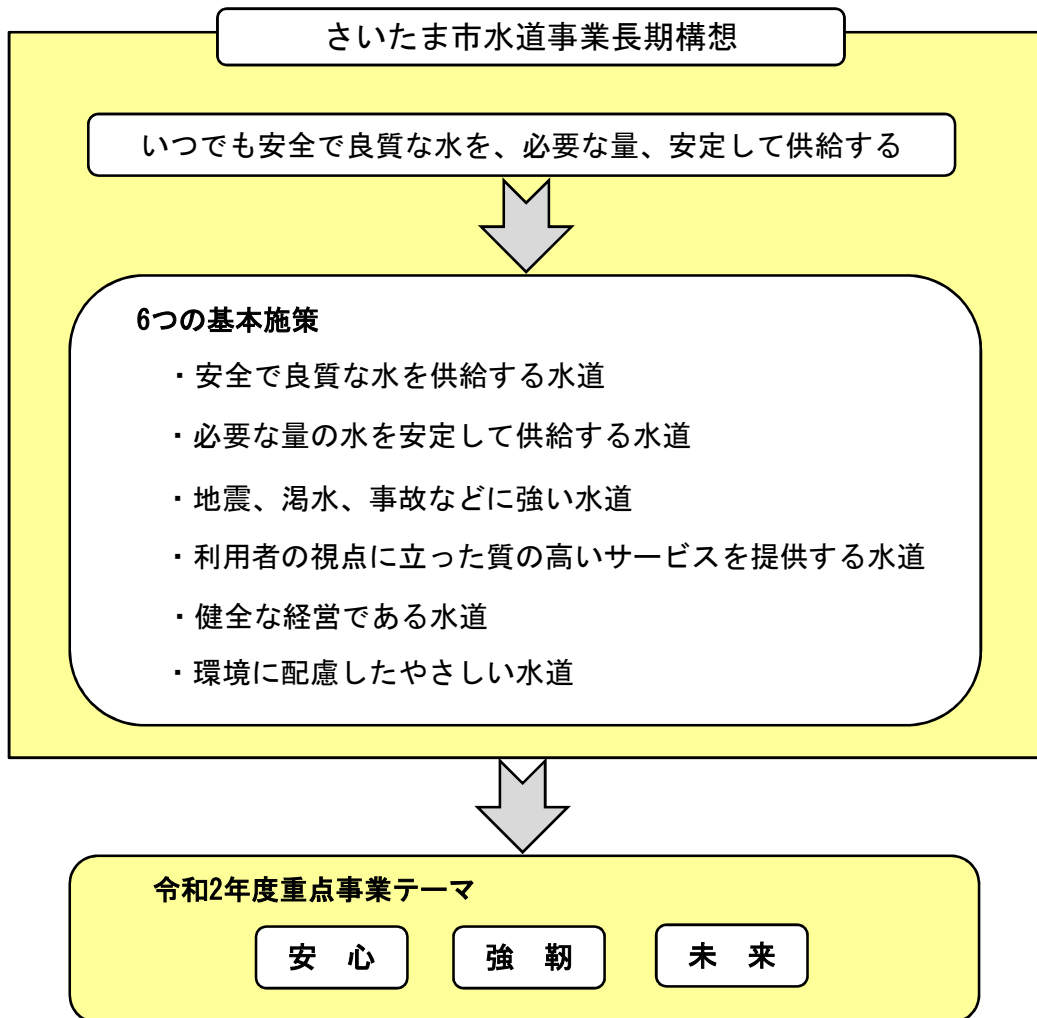 さいたま市水道事業長期構想
いつでも安全で良質な水を、必要な量、安定して供給する
6つの基本施策
・安全で良質な水を供給する水道
・必要な量の水を安定して供給する水道
・地震、渇水、事故などに強い水道
・利用者の視点に立った質の高いサービスを提供する水道
・健全な経営である水道
・環境に配慮したやさしい水道
令和2年度重点事業テーマ
安 心
強 靭
未 来